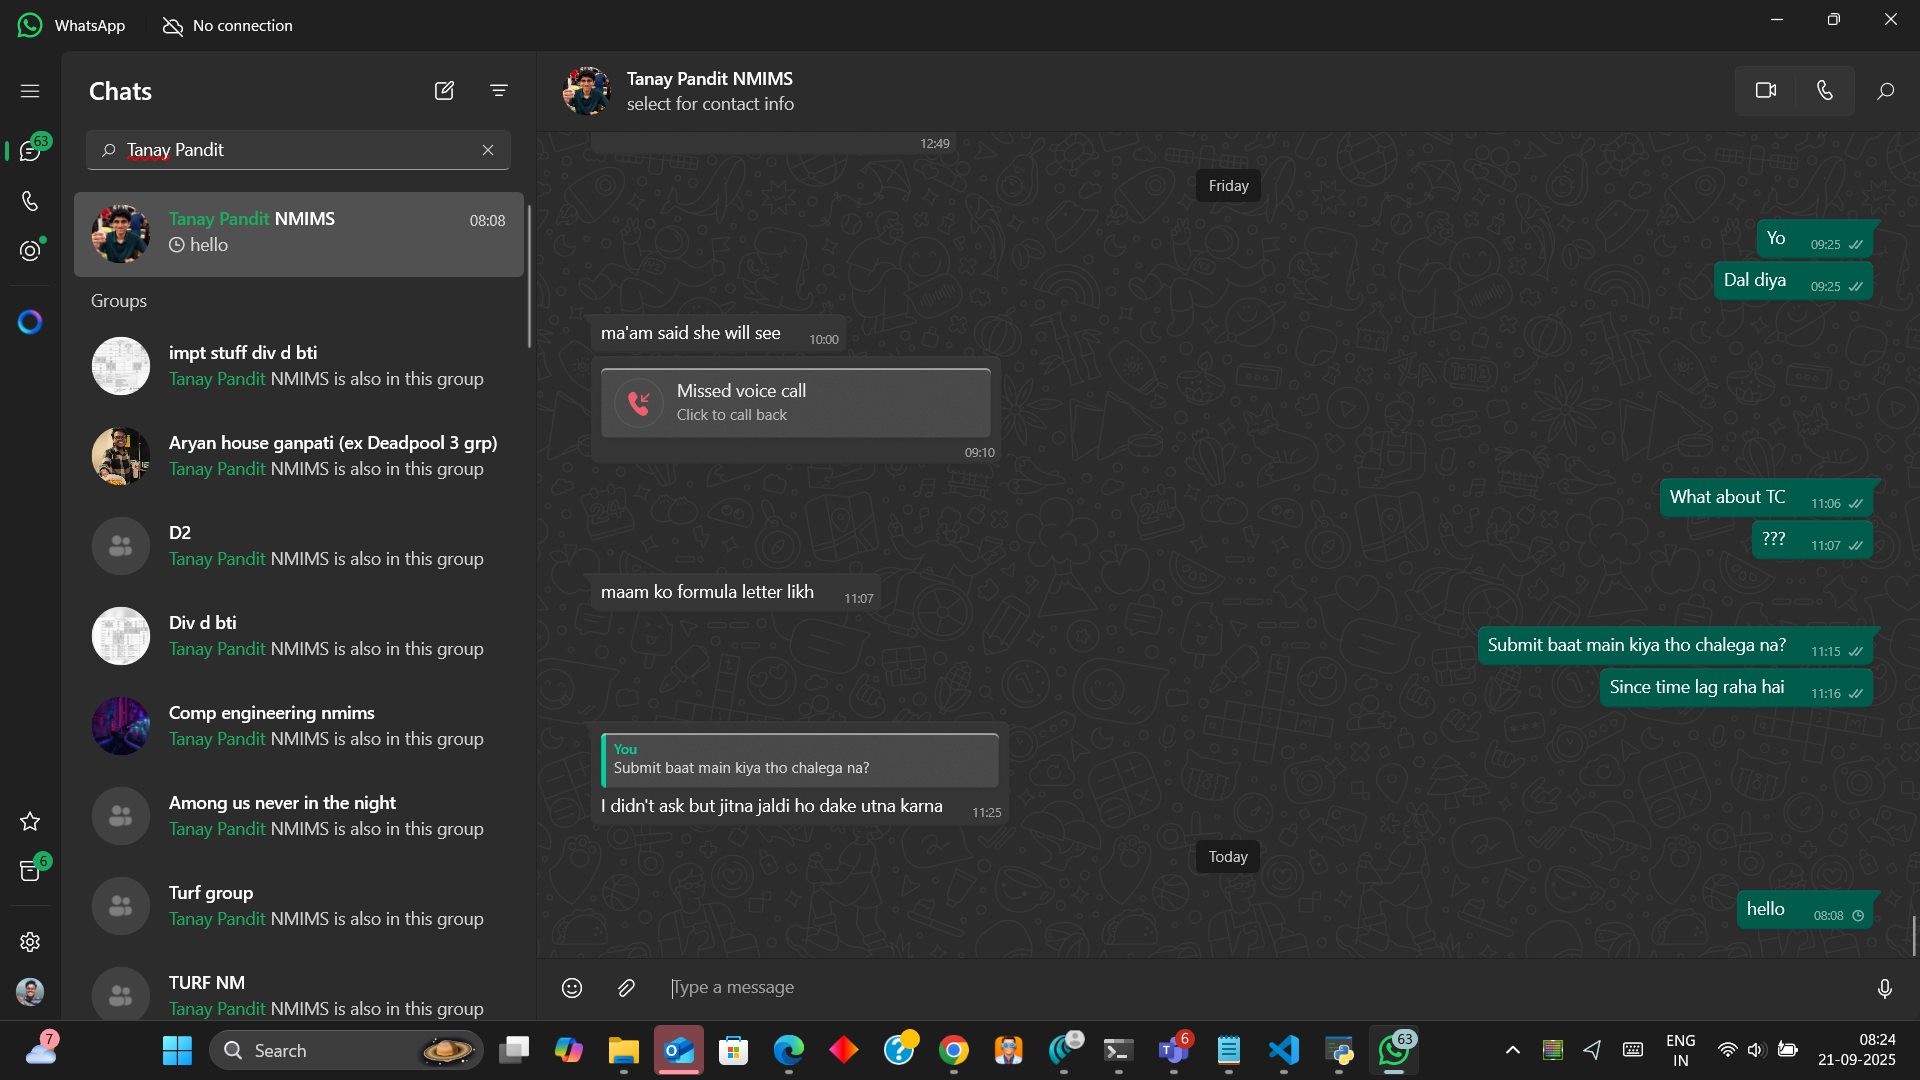 WhatsApp
No connection
Chats
Tanay Pandit
63
Tanay Pandit NMIMS
08:08
hello
Groups
impt stuff div d bti
Tanay Pandit NMIMS is also in this group
Aryan house ganpati (ex Deadpool 3 grp)
Tanay Pandit NMIMS is also in this group
D2
Tanay Pandit NMIMS is also in this group
Div d bti
Tanay Pandit NMIMS is also in this group
Comp engineering nmims
Tanay Pandit NMIMS is also in this group
Among us never in the night
Tanay Pandit NMIMS is also in this group
6
Turf group
Tanay Pandit NMIMS is also in this group
TURF NM
Tanay Pandit NMIMS is also in this group
Tanay Pandit NMIMS
select for contact info
12:49
Friday
Yo 09:25
Dal diya 09:25
ma'am said she will see 10:00
Missed voice call
Click to call back
09:10
What about TC 11:06
??? 11:07
maam ko formula letter likh 11:07
Submit baat main kiya tho chalega na? 11:15
Since time lag raha hai 11:16
You
Submit baat main kiya tho chalega na?
I didn't ask but jitna jaldi ho dake utna karna 11:25
Today
hello 08:08
Type a message
7
Search
6
63
ENG
IN
08:24
21-09-2025